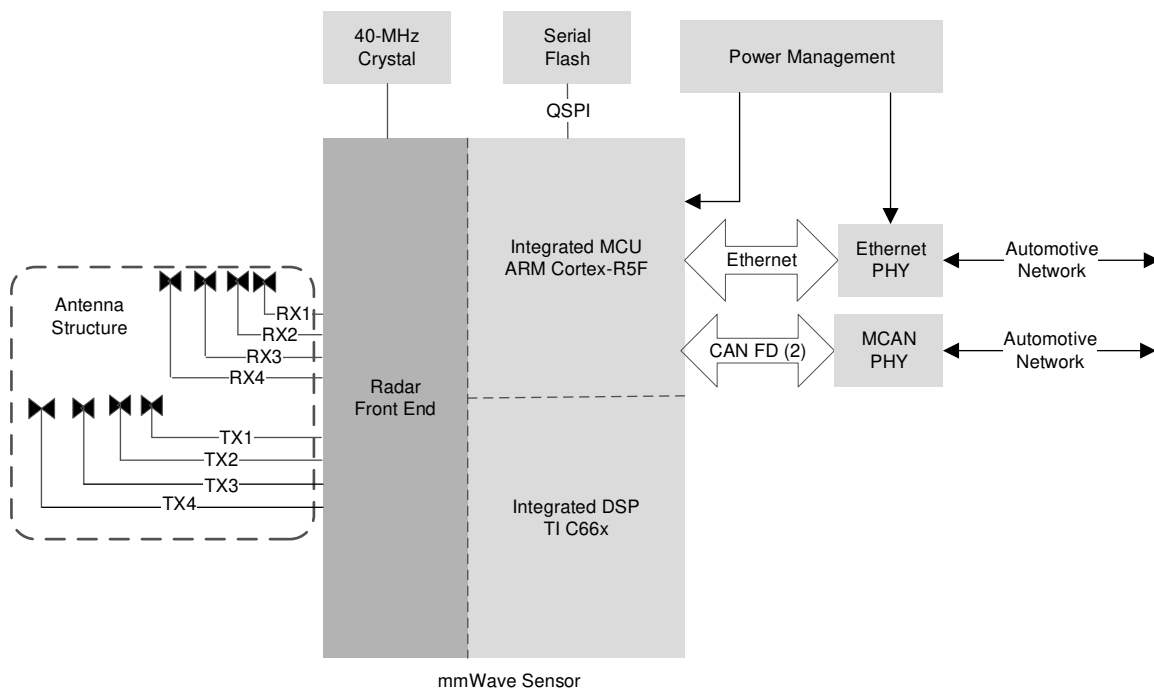 40-MHz
Crystal
Serial
Flash
Power Management
QSPI
Integrated MCU
ARM Cortex-R5F
Ethernet
Ethernet
PHY
Automotive
Network
Antenna
Structure
RX1
RX2
RX3
RX4
CAN FD (2)
MCAN
PHY
Automotive
Network
Radar
Front End
TX1
TX2
TX3
TX4
Integrated DSP
TI C66x
mmWave Sensor